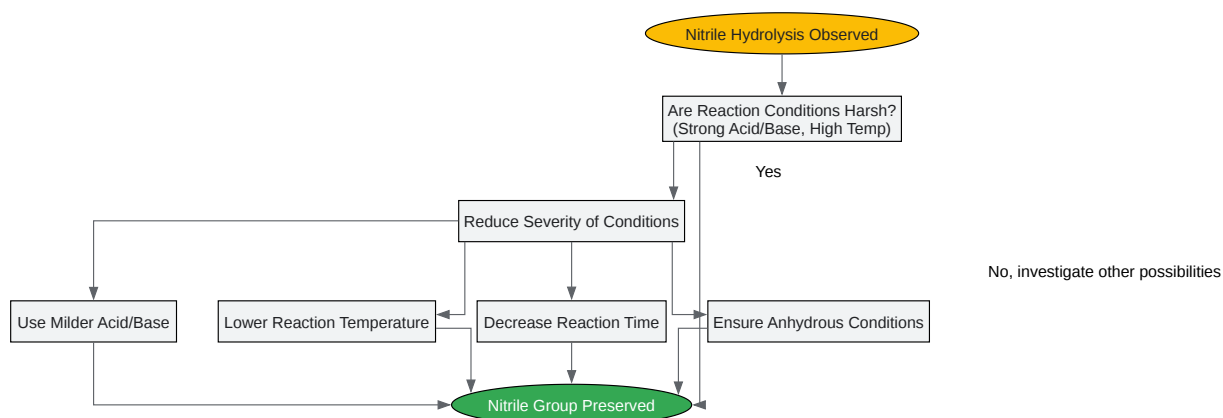 Nitrile Hydrolysis Observed
Are Reaction Conditions Harsh?
(Strong Acid/Base, High Temp)
Yes
Reduce Severity of Conditions
No, investigate other possibilities
Use Milder Acid/Base
Lower Reaction Temperature
Decrease Reaction Time
Ensure Anhydrous Conditions
Nitrile Group Preserved